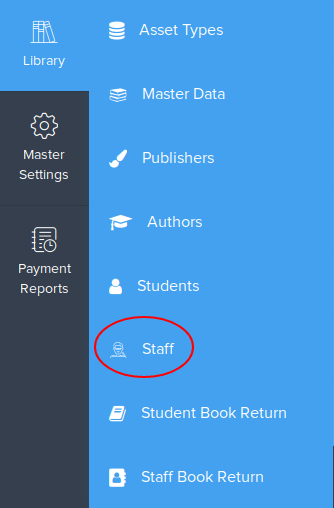 Library
Master
Settings
Payment
Reports
Asset Types
Master Data
Publishers
Authors
Students
Staff
Student Book Return
Staff Book Return